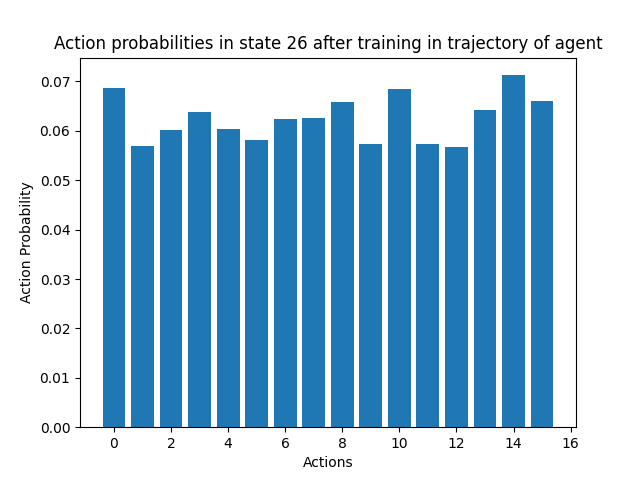 Action probabilities in state 26 after training in trajectory of agent
0.07
0.06
0.05
0.04
0.03
0.02
0.01
0.00
Action Probability
0 2 4 6 8 10 12 14 16
Actions